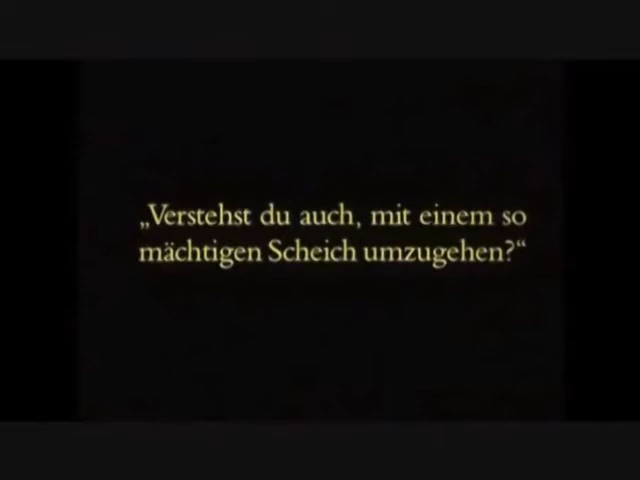 „Verstehst du auch, mit einem so
mächtigen Scheich umzugehen?“